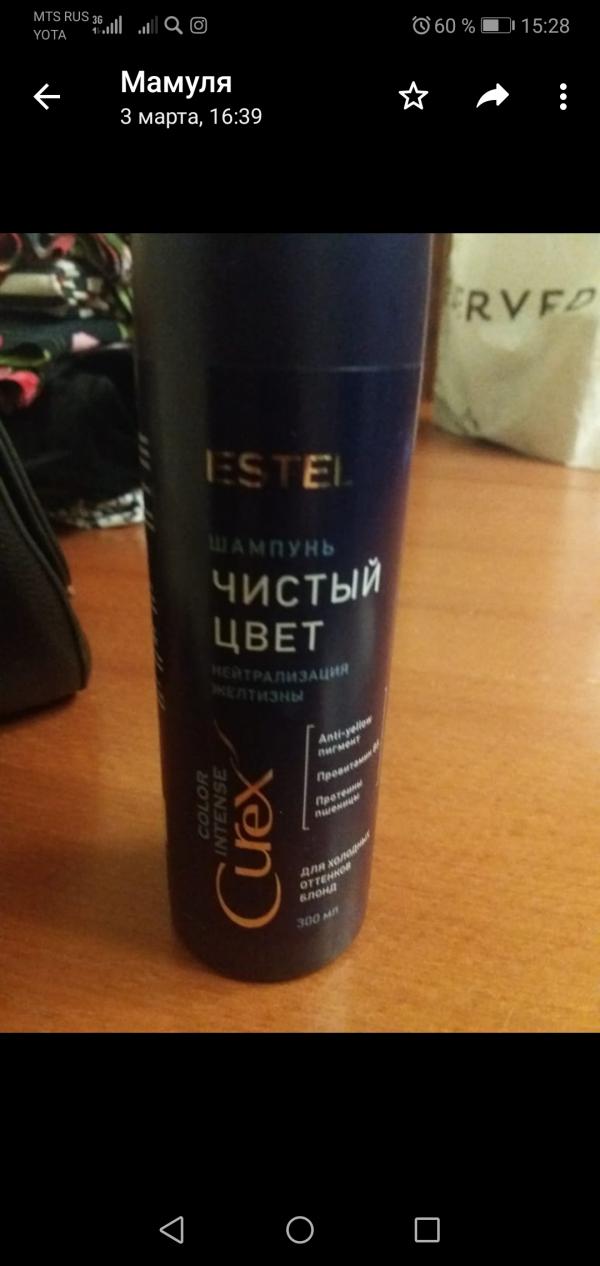 MTS RUS
YOTA
3G
60 %
15:28
Мамуля
3 марта, 16:39
ESTEL
ШАМПУНЬ
ЧИСТЫЙ
ЦВЕТ
НЕЙТРАЛИЗАЦИЯ
ЖЕЛТИЗНЫ
Anti-yellow
пигмент
Провитамин B5
Протеины
пшеницы
COLOR
INTENSE
Curex
ДЛЯ ХОЛОДНЫХ
ОТТЕНКОВ
БЛОНД
300 мл